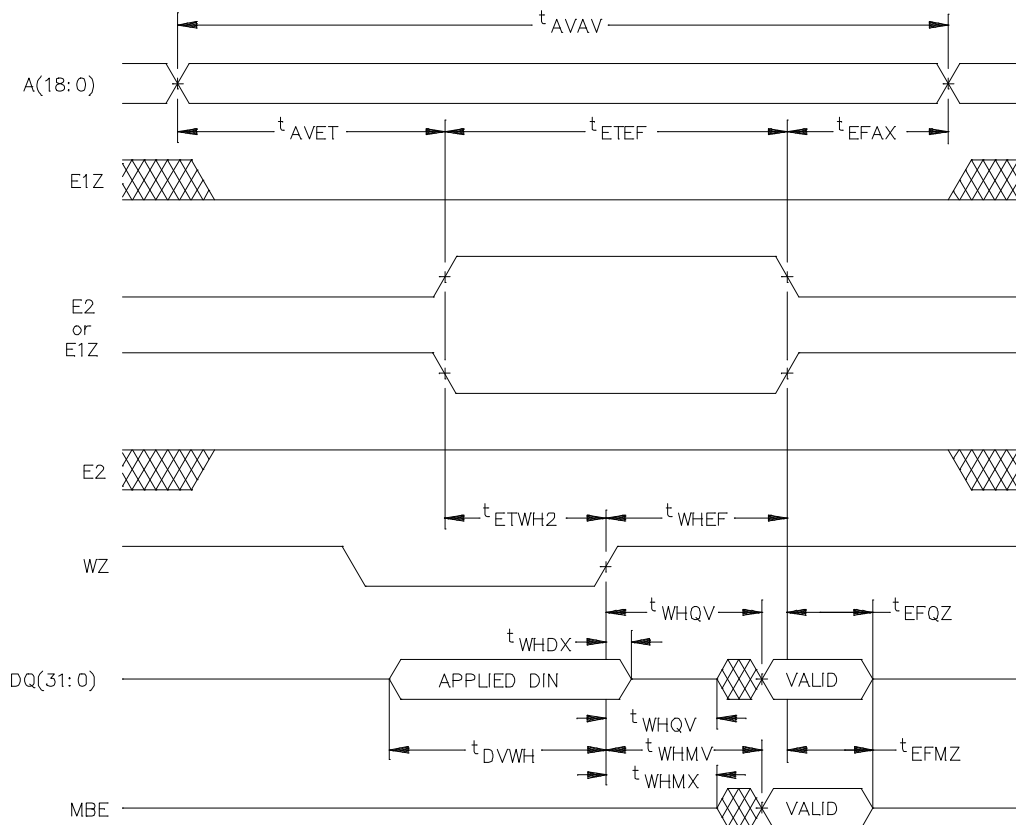 tAVAV
A(18:0)
tAVET
tETEF
tEFAX
E1Z
E2
or
E1Z
E2
tETWH2
tWHEF
WZ
tWHQV
tEFQZ
tWHDX
DQ(31:0)
APPLIED DIN
VALID
tWHQV
tDVWH
tWHMV
tEFMZ
tWHMX
MBE
VALID